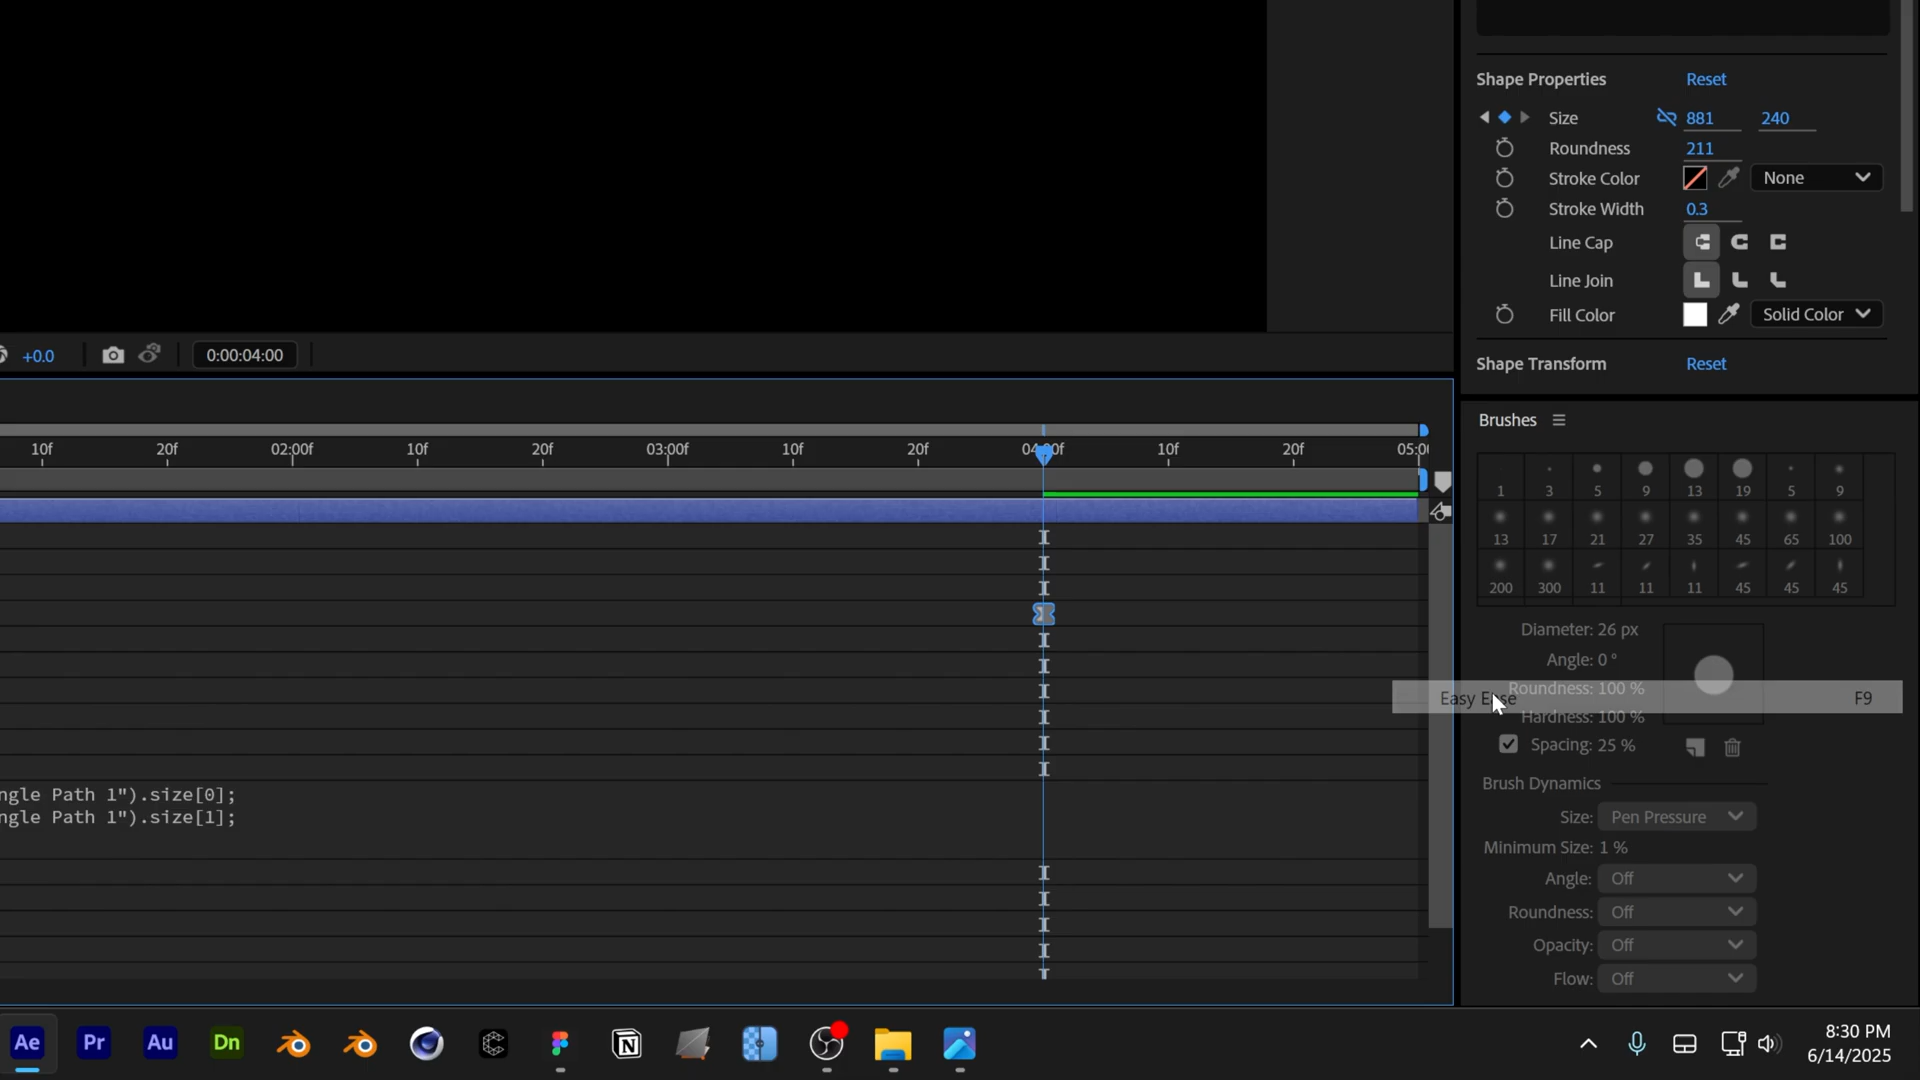 Shape Properties Reset
Size 881 240
Roundness 211
Stroke Color None
Stroke Width 0.3
Line Cap
Line Join
Fill Color Solid Color
Shape Transform Reset
+0.0 0:00:04:00
10f 20f 02:00f 10f 20f 03:00f 10f 20f 04:00f 10f 20f 05:00
ngle Path 1").size[0];
ngle Path 1").size[1];
Brushes
1 3 5 9 13 19 5 9
13 17 21 27 35 45 65 100
200 300 11 11 11 45 45 45
Diameter: 26 px
Angle: 0 °
Roundness: 100 %
Easy Ease F9
Hardness: 100 %
Spacing: 25 %
Brush Dynamics
Size: Pen Pressure
Minimum Size: 1 %
Angle: Off
Roundness: Off
Opacity: Off
Flow: Off
Ae Pr Au Dn
8:30 PM
6/14/2025